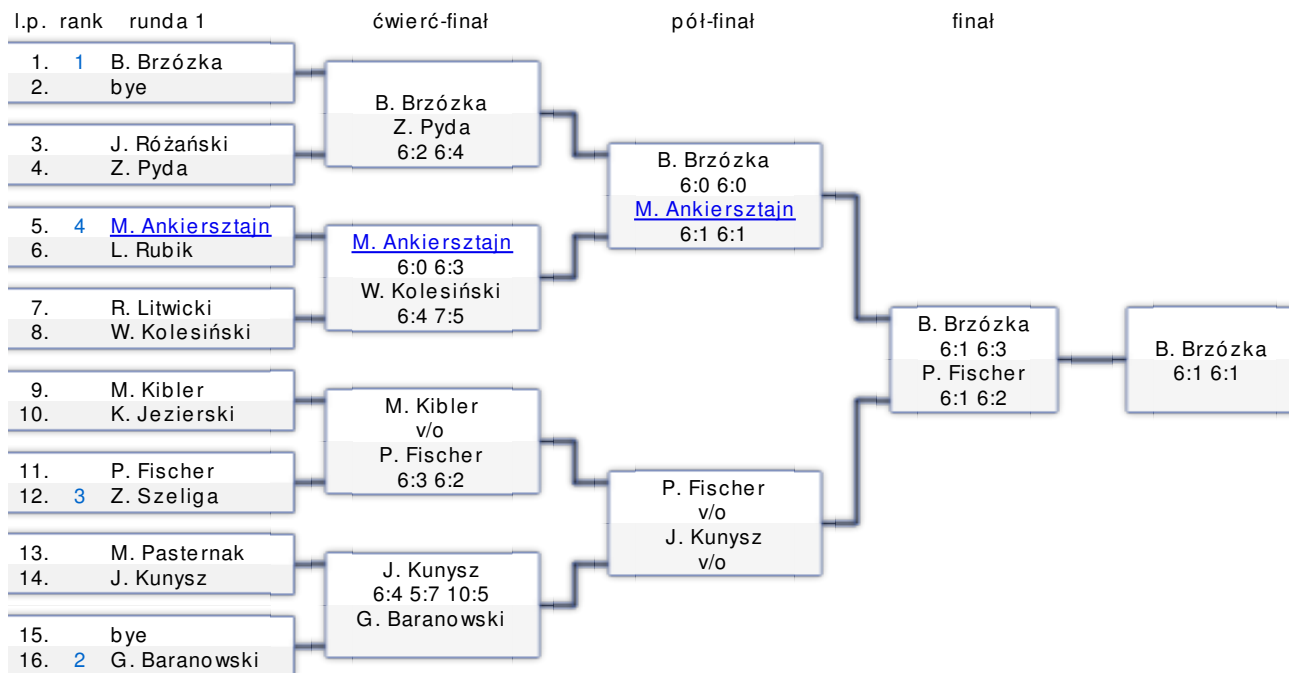 l.p. rank runda 1 ćwierć-finał pół-finał finał
1. 1 B. Brzózka
2. bye
3. J. Różański
4. Z. Pyda
5. 4 M. Ankiersztajn
6. L. Rubik
7. R. Litwicki
8. W. Kolesiński
9. M. Kibler
10. K. Jezierski
11. P. Fischer
12. 3 Z. Szeliga
13. M. Pasternak
14. J. Kunysz
15. bye
16. 2 G. Baranowski
B. Brzózka
Z. Pyda
6:2 6:4
M. Ankiersztajn
6:0 6:3
W. Kolesiński
6:4 7:5
M. Kibler
v/o
P. Fischer
6:3 6:2
J. Kunysz
6:4 5:7 10:5
G. Baranowski
B. Brzózka
6:0 6:0
M. Ankiersztajn
6:1 6:1
P. Fischer
v/o
J. Kunysz
v/o
B. Brzózka
6:1 6:3
P. Fischer
6:1 6:2
B. Brzózka
6:1 6:1